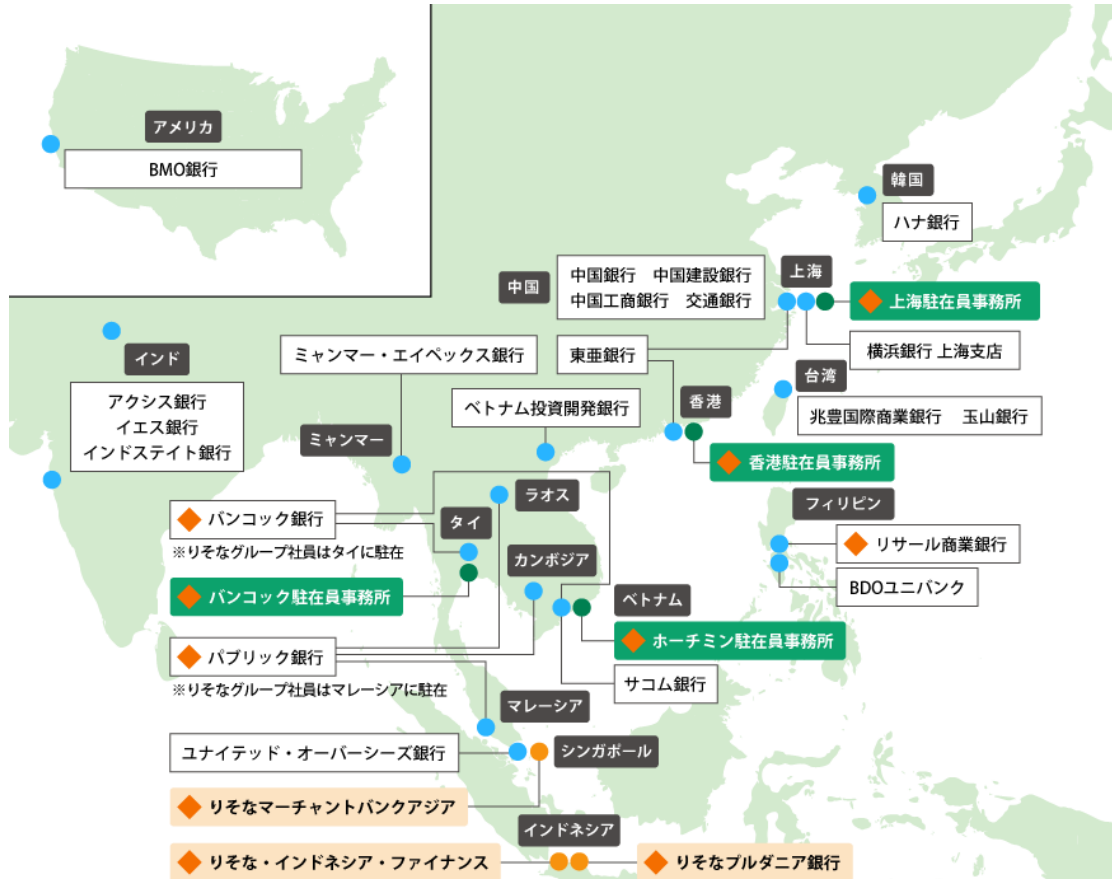 アメリカ
BMO銀行
韓国
ハナ銀行
中国
中国銀行　中国建設銀行
中国工商銀行　交通銀行
上海
上海駐在員事務所
横浜銀行 上海支店
東亜銀行
インド
アクシス銀行
イエス銀行
インドステイト銀行
ミャンマー・エイペックス銀行
ミャンマー
ベトナム投資開発銀行
香港
香港駐在員事務所
台湾
兆豊国際商業銀行　玉山銀行
フィリピン
リサール商業銀行
BDOユニバンク
ラオス
タイ
バンコック銀行
※りそなグループ社員はタイに駐在
バンコック駐在員事務所
カンボジア
ベトナム
ホーチミン駐在員事務所
サコム銀行
パブリック銀行
※りそなグループ社員はマレーシアに駐在
マレーシア
ユナイテッド・オーバーシーズ銀行
シンガポール
りそなマーチャントバンクアジア
インドネシア
りそな・インドネシア・ファイナンス
りそなプルダニア銀行